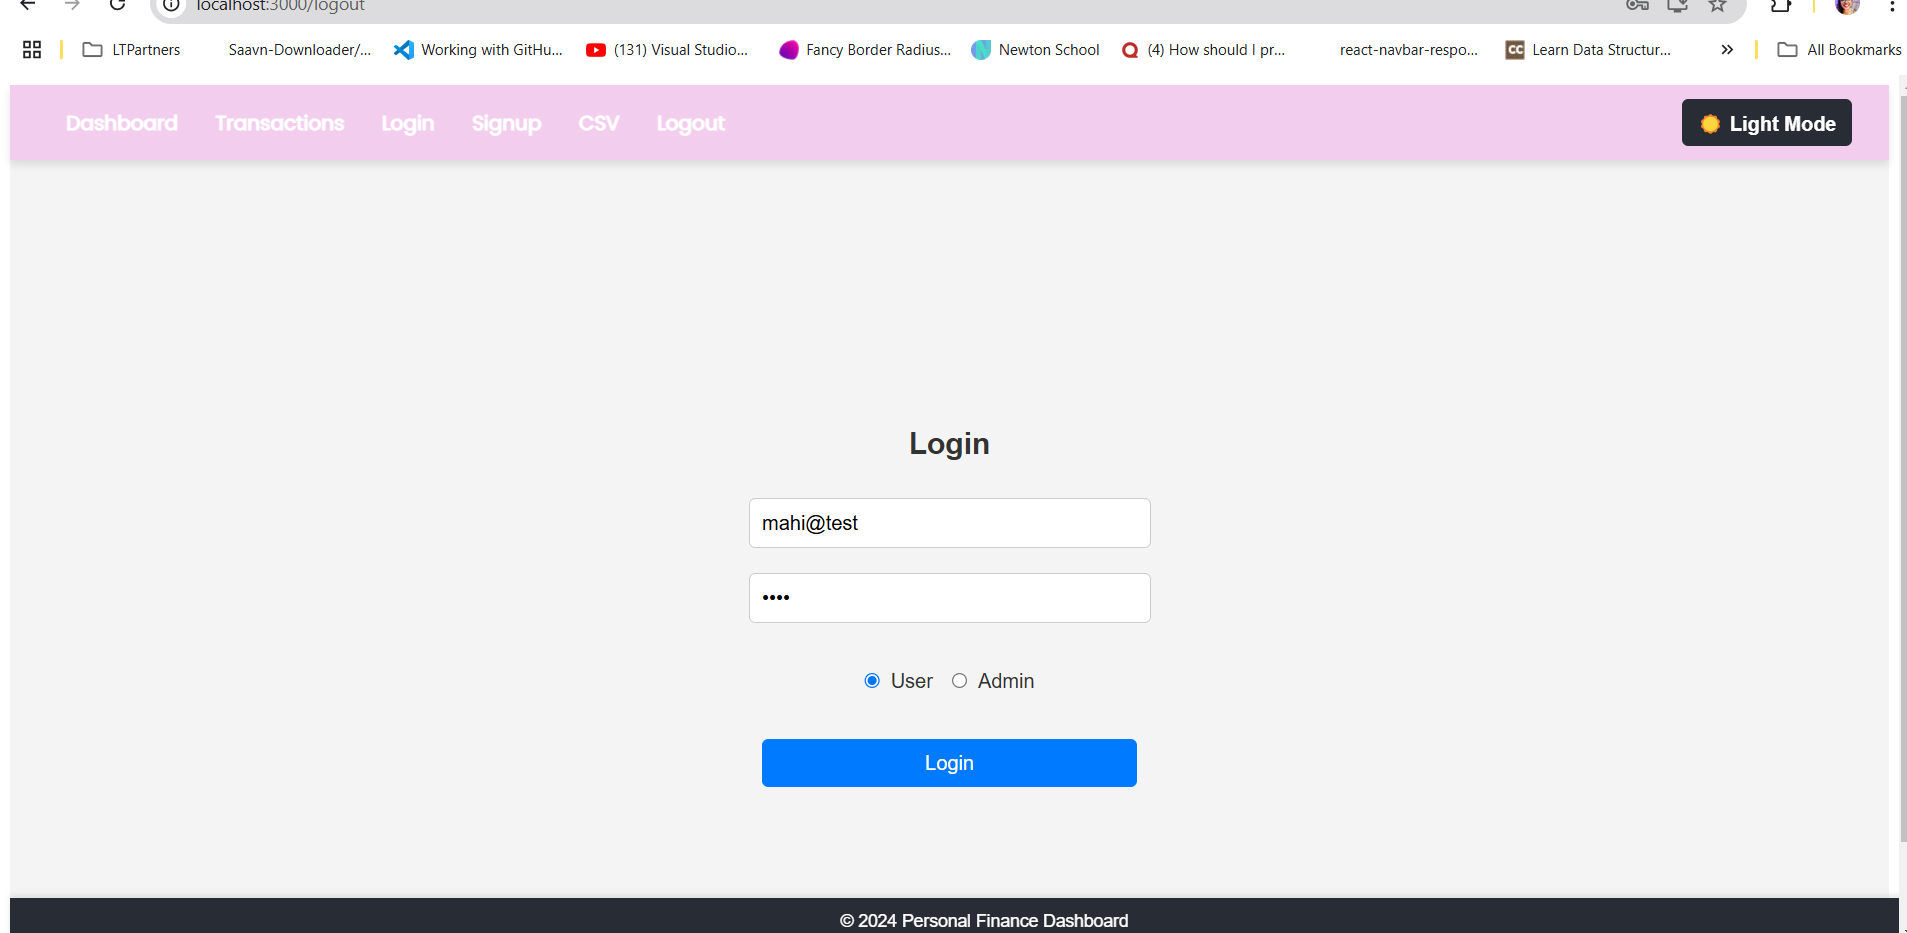 localhost:3000/logout
LTPartners Saavn-Downloader/... Working with GitHu... (131) Visual Studio... Fancy Border Radius... Newton School (4) How should I pr... react-navbar-respo... CC Learn Data Structur... » All Bookmarks
Dashboard Transactions Login Signup CSV Logout Light Mode
Login
mahi@test
••••
User Admin
Login
© 2024 Personal Finance Dashboard